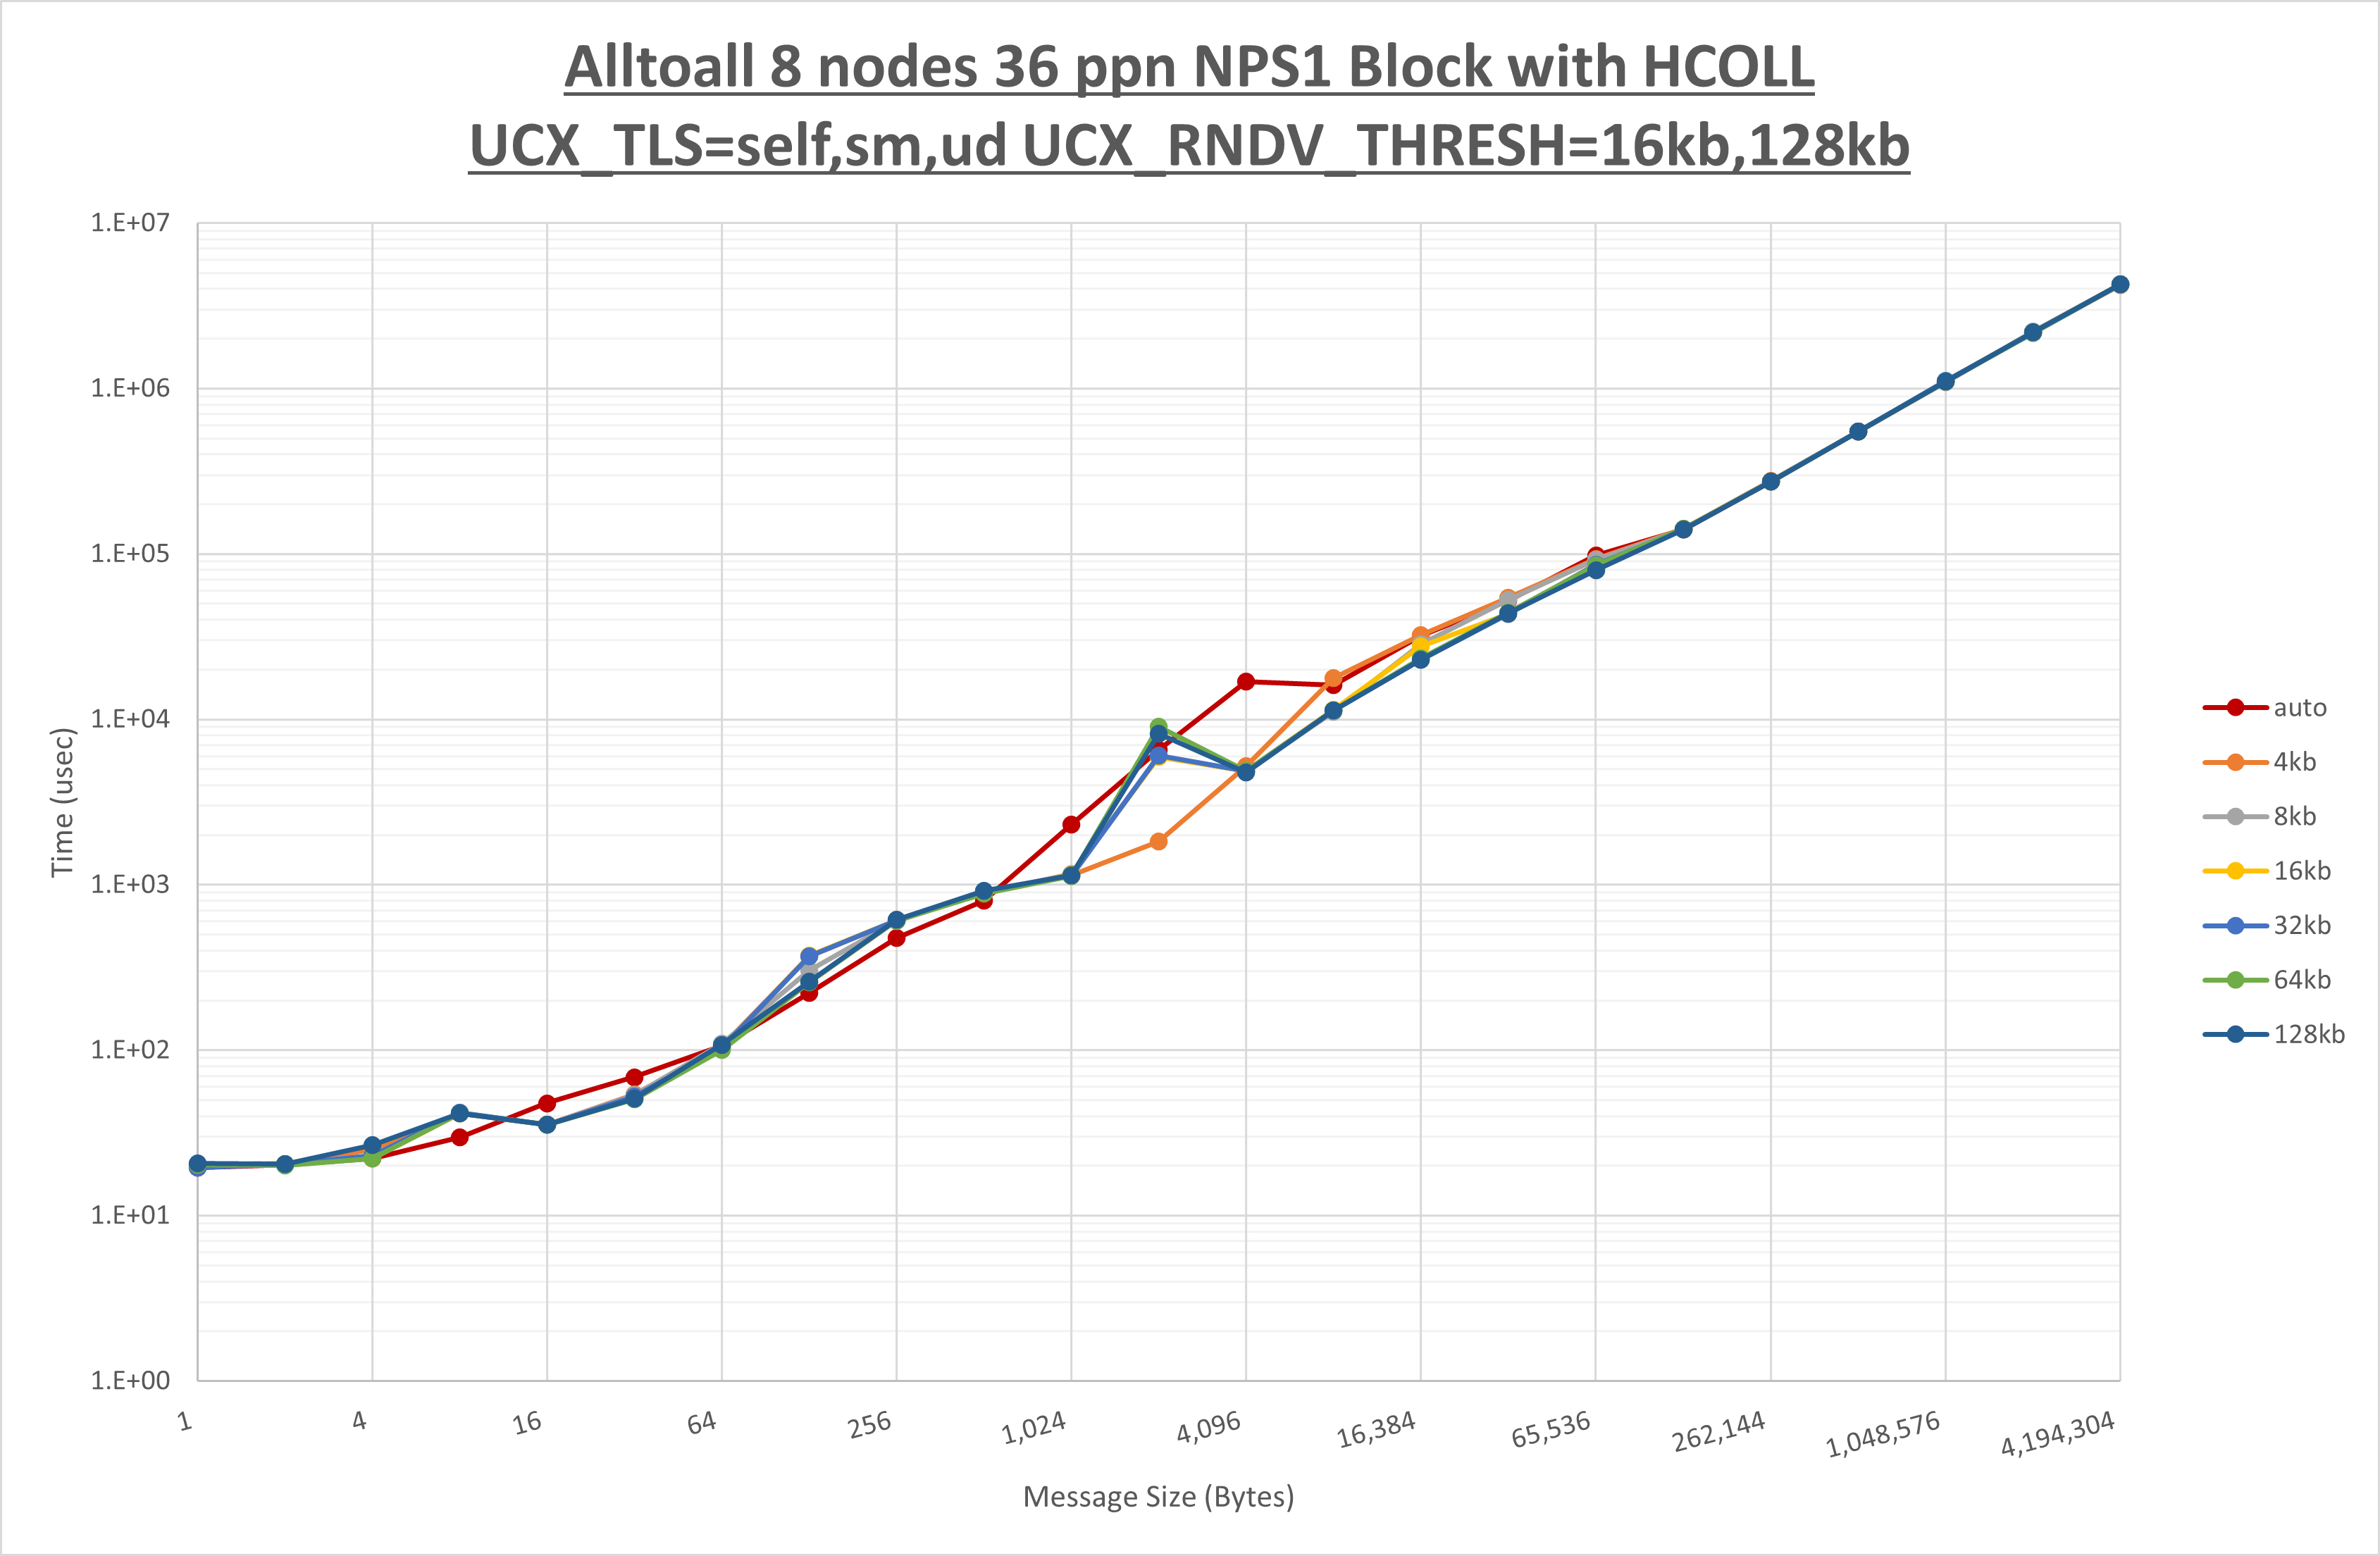 Alltoall 8 nodes 36 ppn NPS1 Block with HCOLL
UCX_TLS=self,sm,ud UCX_RNDV_THRESH=16kb,128kb
1.E+07
1.E+06
1.E+05
1.E+04
1.E+03
1.E+02
1.E+01
1.E+00
Time (usec)
1
4
16
64
256
1,024
4,096
16,384
65,536
262,144
1,048,576
4,194,304
Message Size (Bytes)
auto
4kb
8kb
16kb
32kb
64kb
128kb